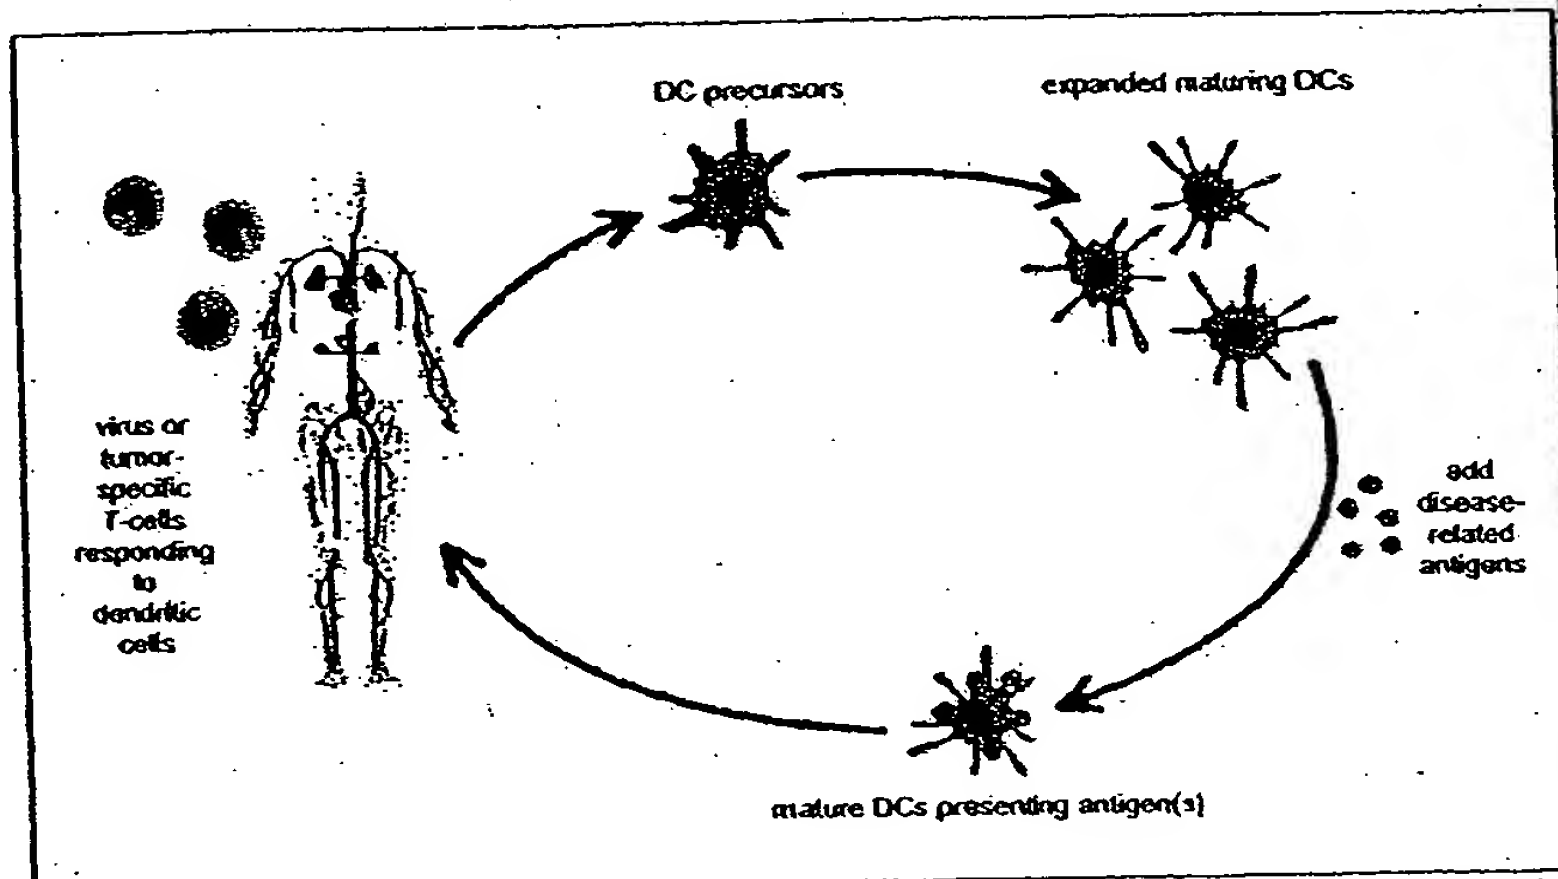 DC precursors
expanded maturing DCs
virus or
tumor-
specific
T-cells
responding
to
dendritic
cells
add
disease-
related
antigens
mature DCs presenting antigen(s)